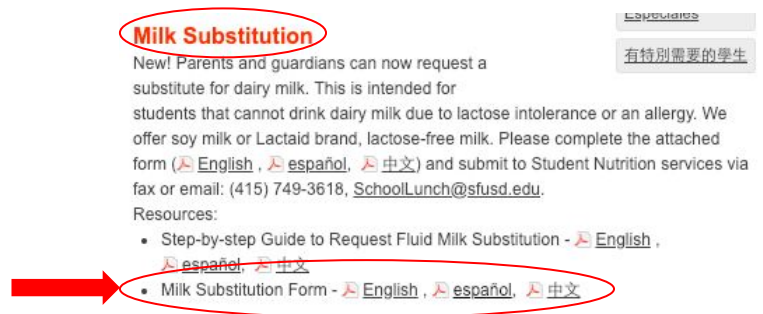 Milk Substitution
Especiales
New! Parents and guardians can now request a
有特別需要的學生
substitute for dairy milk. This is intended for
students that cannot drink dairy milk due to lactose intolerance or an allergy. We
offer soy milk or Lactaid brand, lactose-free milk. Please complete the attached
form ( English , español, 中文) and submit to Student Nutrition services via
fax or email: (415) 749-3618, SchoolLunch@sfusd.edu.
Resources:
• Step-by-step Guide to Request Fluid Milk Substitution - English ,
español, 中文
• Milk Substitution Form - English , español, 中文